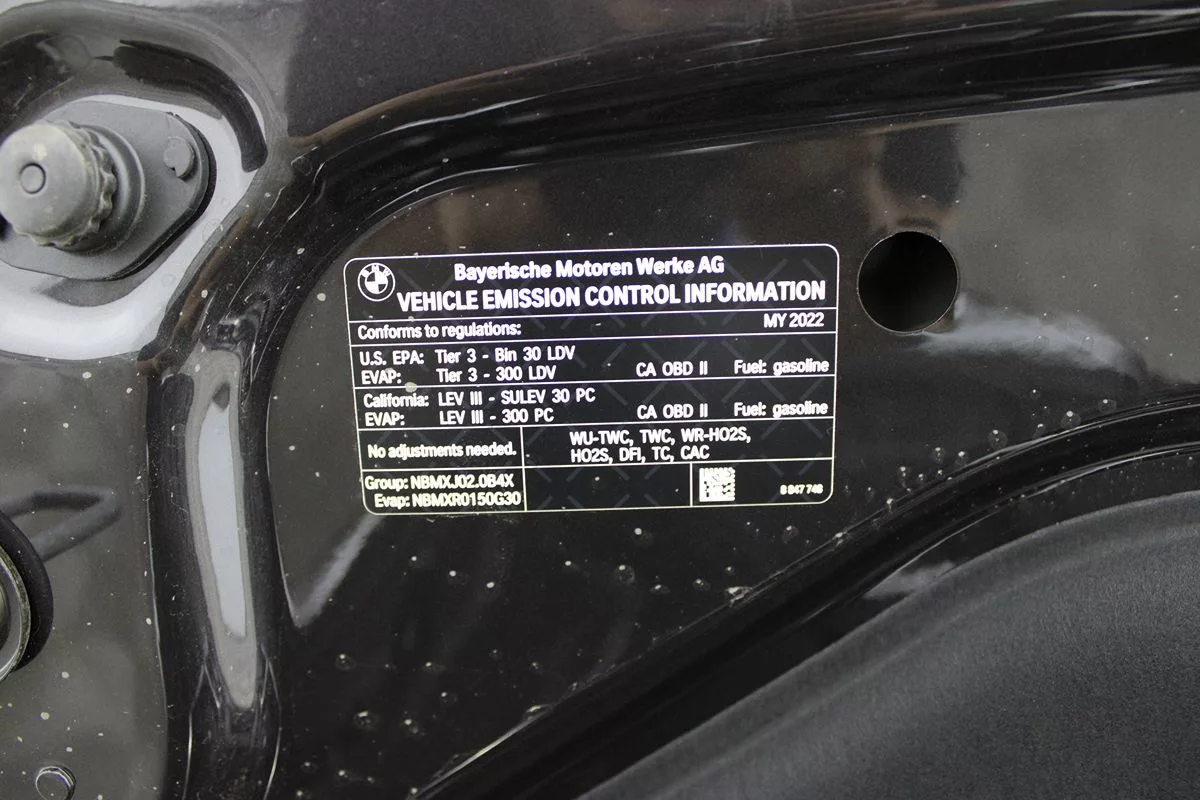 BMW
Bayerische Motoren Werke AG
VEHICLE EMISSION CONTROL INFORMATION
Conforms to regulations: MY 2022
U.S. EPA: Tier 3 - Bin 30 LDV
EVAP: Tier 3 - 300 LDV CA OBD II Fuel: gasoline
California: LEV III - SULEV 30 PC
EVAP: LEV III - 300 PC CA OBD II Fuel: gasoline
No adjustments needed.
WU-TWC, TWC, WR-HO2S,
HO2S, DFI, TC, CAC
Group: NBMXJ02.0B4X
Evap: NBMXR0150G30
8 847 748